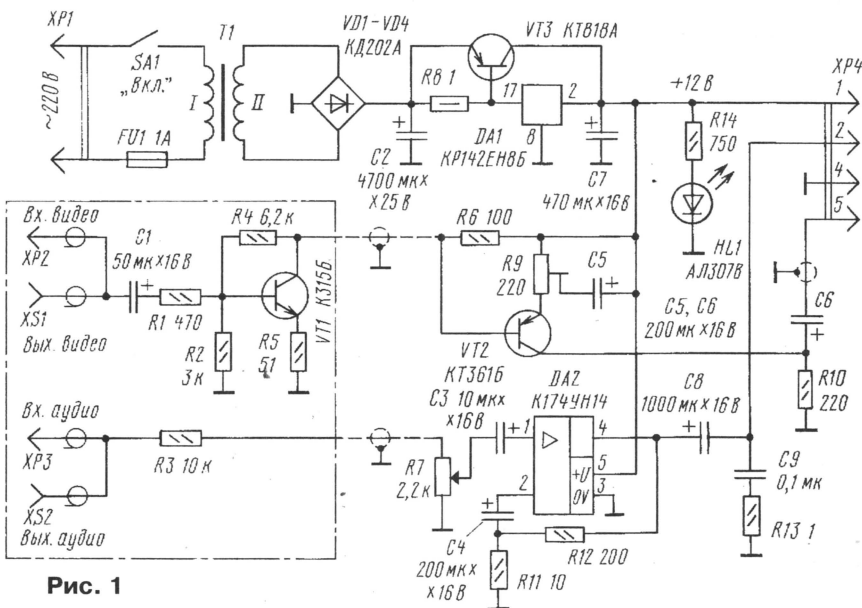 XP1
~220 В
SA1
„Вкл.”
FU1 1А
T1
I
II
VD1–VD4
КД202А
R8 1
VT3 КТ818А
C2
4700 мк×
×25 В
17
2
8
DA1
КР142ЕН8Б
C7
470 мк×16 В
+12 В
R14
750
HL1
АЛ307В
XP4
1
2
4
5
Вх. видео
XP2
XS1
Вых. видео
C1
50 мк×16 В
R1 470
R2
3 к
R4 6,2 к
R5
51
VT1 К315Б
R6 100
R9
220
C5
VT2
КТ361Б
C5, C6
200 мк×16 В
C6
R10
220
Вх. аудио
XP3
XS2
Вых. аудио
R3 10 к
R7
2,2 к
C3 10 мк×
×16 В
DA2
К174УН14
1
2
4
5
3
+U
0V
C4
200 мк×
×16 В
R11 10
R12 200
C8
1000 мк×16 В
C9
0,1 мк
R13 1
Рис. 1